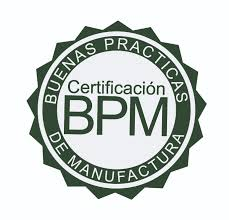 BUENAS PRACTICAS
Certificación
BPM
DE MANUFACTURA